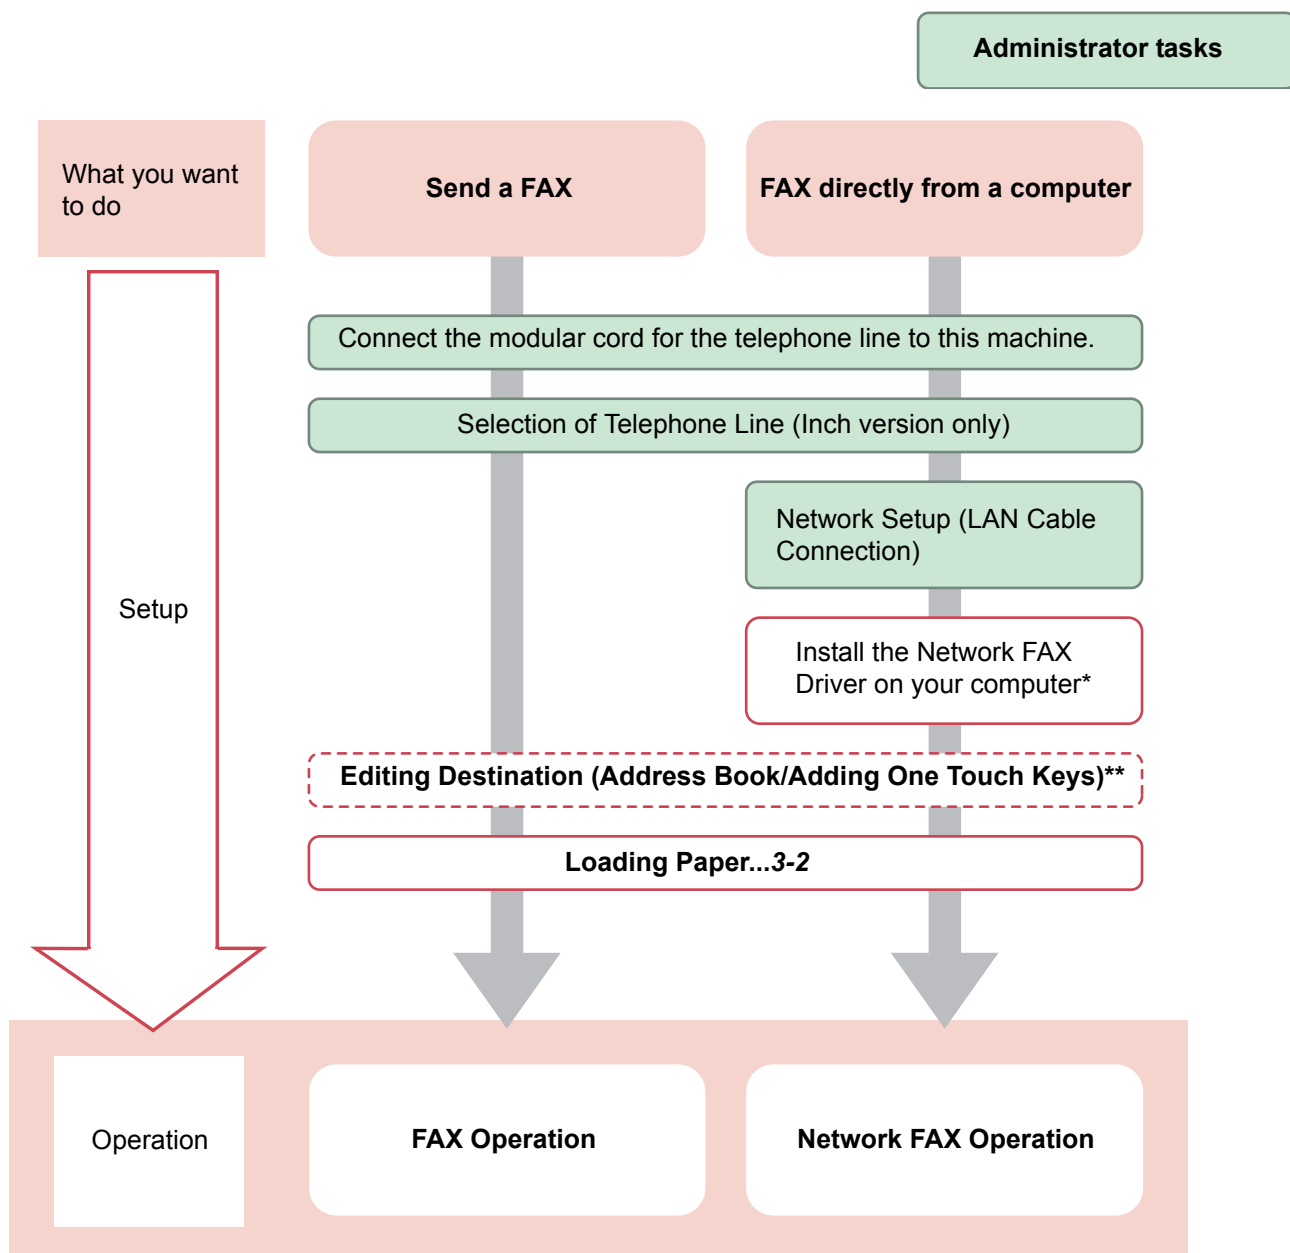 Administrator tasks
What you want
to do
Send a FAX
FAX directly from a computer
Connect the modular cord for the telephone line to this machine.
Selection of Telephone Line (Inch version only)
Network Setup (LAN Cable
Connection)
Setup
Install the Network FAX
Driver on your computer*
Editing Destination (Address Book/Adding One Touch Keys)**
Loading Paper...3-2
Operation
FAX Operation
Network FAX Operation